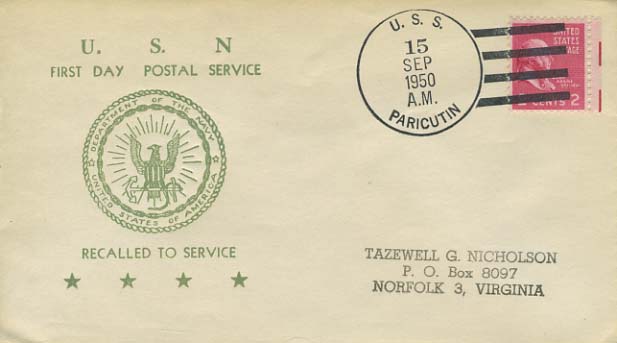 U. S. N
FIRST DAY POSTAL SERVICE
DEPARTMENT OF THE NAVY
UNITED STATES OF AMERICA
RECALLED TO SERVICE
U. S. S.
15
SEP
1950
A.M.
PARICUTIN
UNITED
STATES
POSTAGE
CENTS 2
TAZEWELL G. NICHOLSON
P. O. Box 8097
NORFOLK 3, VIRGINIA